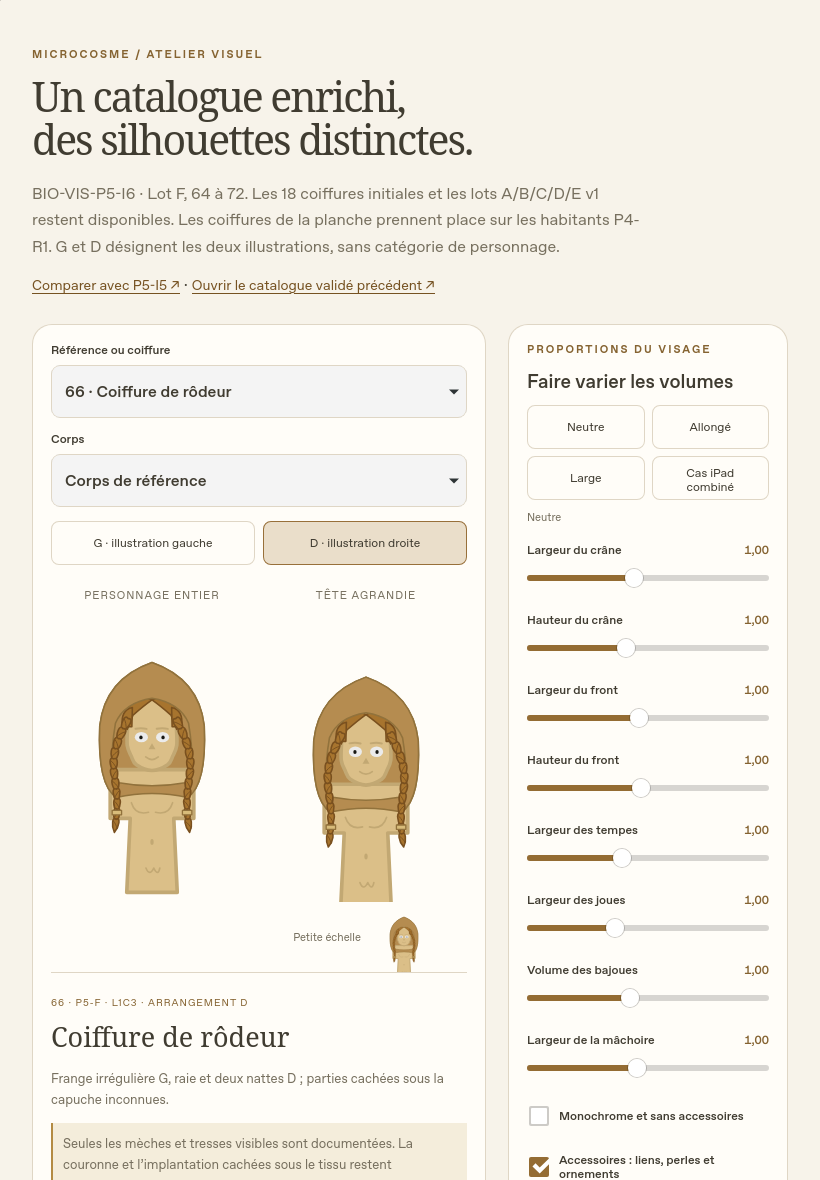 MICROCOSME / ATELIER VISUEL
Un catalogue enrichi,
des silhouettes distinctes.
BIO-VIS-P5-I6 · Lot F, 64 à 72. Les 18 coiffures initiales et les lots A/B/C/D/E v1
restent disponibles. Les coiffures de la planche prennent place sur les habitants P4-
R1. G et D désignent les deux illustrations, sans catégorie de personnage.
Comparer avec P5-I5 ↗ · Ouvrir le catalogue validé précédent ↗
Référence ou coiffure
66 · Coiffure de rôdeur
Corps
Corps de référence
G · illustration gauche
D · illustration droite
PERSONNAGE ENTIER
TÊTE AGRANDIE
Petite échelle
66 · P5-F · L1C3 · ARRANGEMENT D
Coiffure de rôdeur
Frange irrégulière G, raie et deux nattes D ; parties cachées sous la
capuche inconnues.
Seules les mèches et tresses visibles sont documentées. La
couronne et l’implantation cachées sous le tissu restent
PROPORTIONS DU VISAGE
Faire varier les volumes
Neutre
Allongé
Large
Cas iPad
combiné
Neutre
Largeur du crâne 1,00
Hauteur du crâne 1,00
Largeur du front 1,00
Hauteur du front 1,00
Largeur des tempes 1,00
Largeur des joues 1,00
Volume des bajoues 1,00
Largeur de la mâchoire 1,00
Monochrome et sans accessoires
Accessoires : liens, perles et
ornements